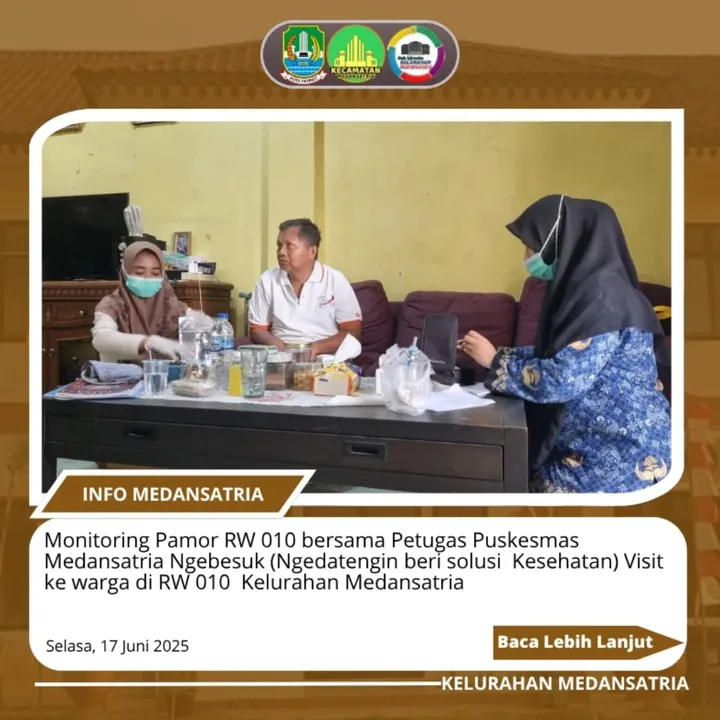 KECAMATAN
MEDANSATRIA
INFO MEDANSATRIA
Monitoring Pamor RW 010 bersama Petugas Puskesmas
Medansatria Ngebesuk (Ngedatengin beri solusi Kesehatan) Visit
ke warga di RW 010 Kelurahan Medansatria
Selasa, 17 Juni 2025
Baca Lebih Lanjut
KELURAHAN MEDANSATRIA